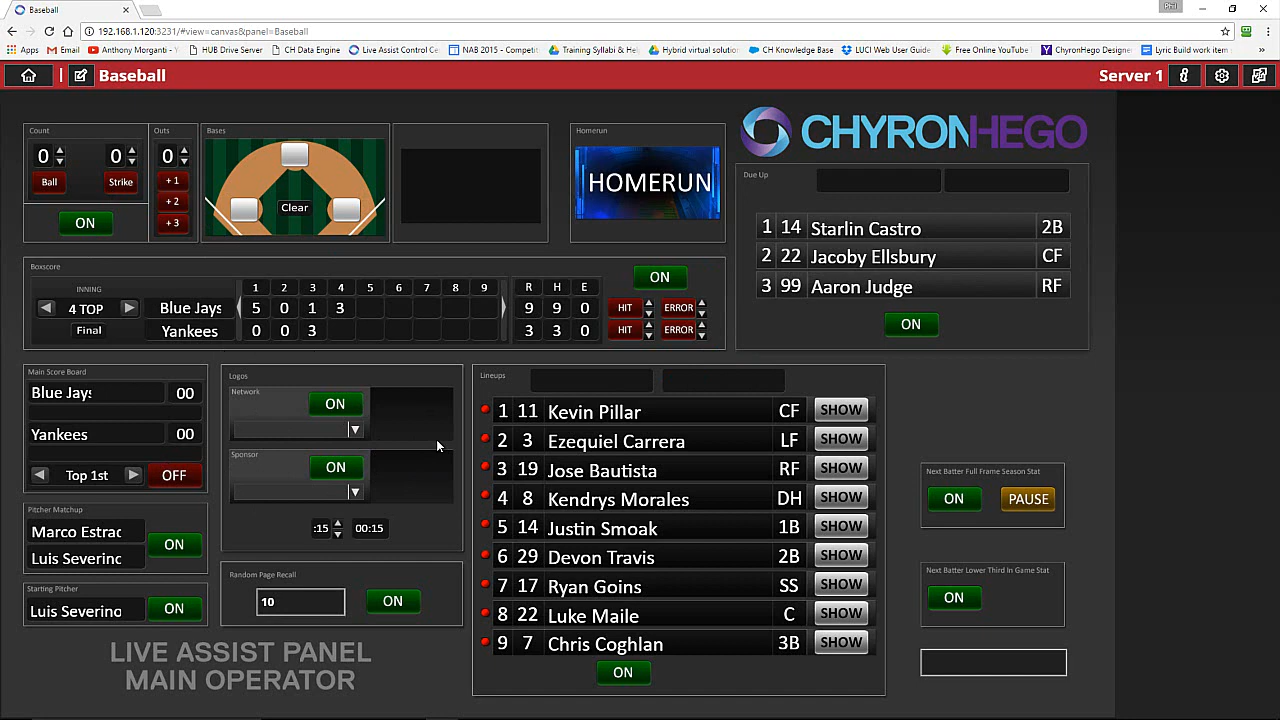 Baseball
Phil
192.168.1.120:3231/#view=canvas&panel=Baseball
Apps Email Anthony Morganti - HUB Drive Server CH Data Engine Live Assist Control Ce NAB 2015 - Competiti Training Syllabi & Hel Hybrid virtual solution CH Knowledge Base LUCI Web User Guide Free Online YouTube ChyronHego Designer Lyric Build work item »
Baseball Server 1
Count Outs Bases Homerun
CHYRONHEGO
0 0 0
Ball Strike + 1
+ 2
+ 3
ON
Clear
HOMERUN
Due Up
1 14 Starlin Castro 2B
2 22 Jacoby Ellsbury CF
3 99 Aaron Judge RF
ON
Boxscore
ON
INNING 1 2 3 4 5 6 7 8 9 R H E
4 TOP Blue Jays 5 0 1 3 9 9 0 HIT ERROR
Final Yankees 0 0 3 3 3 0 HIT ERROR
Main Score Board
Blue Jay 00
Yankees 00
Top 1st OFF
Pitcher Matchup
Marco Estrac
Luis Severinc
ON
Starting Pitcher
Luis Severino ON
Logos
Network
ON
Sponsor
ON
:15 00:15
Random Page Recall
10 ON
Lineups
1 11 Kevin Pillar CF SHOW
2 3 Ezequiel Carrera LF SHOW
3 19 Jose Bautista RF SHOW
4 8 Kendrys Morales DH SHOW
5 14 Justin Smoak 1B SHOW
6 29 Devon Travis 2B SHOW
7 17 Ryan Goins SS SHOW
8 22 Luke Maile C SHOW
9 7 Chris Coghlan 3B SHOW
ON
Next Batter Full Frame Season Stat
ON PAUSE
Next Batter Lower Third In Game Stat
ON
LIVE ASSIST PANEL
MAIN OPERATOR